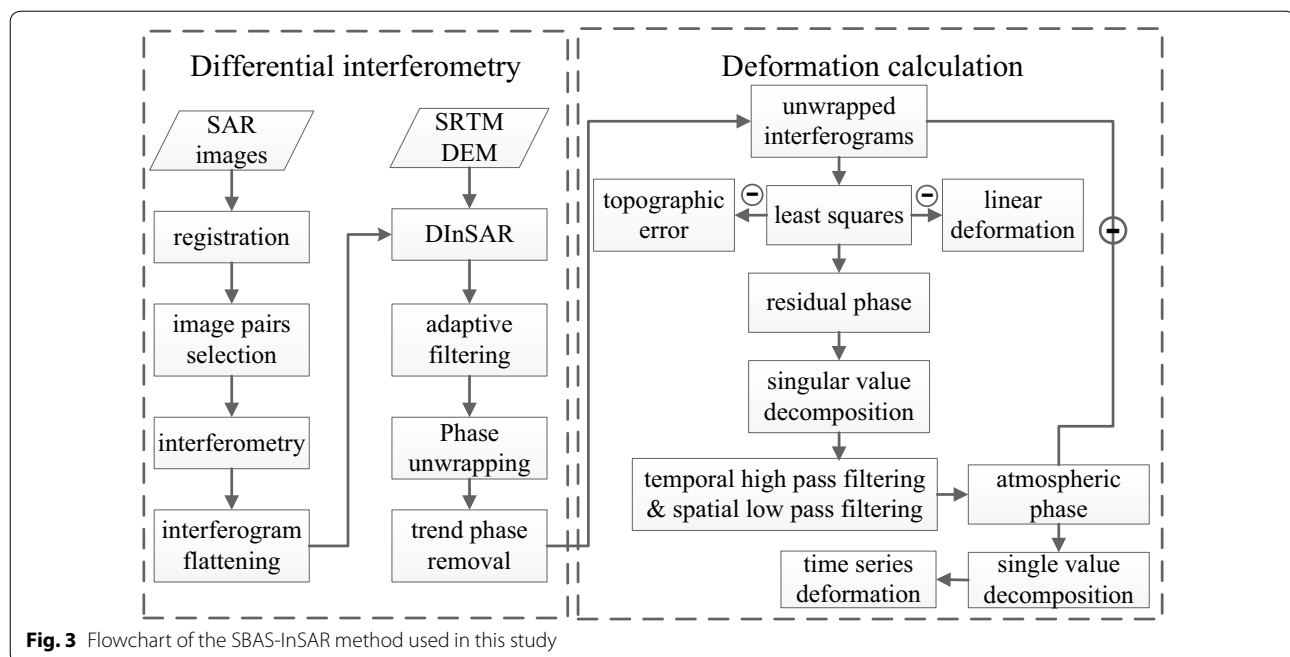 Differential interferometry
SAR
images
registration
image pairs
selection
interferometry
interferogram
flattening
SRTM
DEM
DInSAR
adaptive
filtering
Phase
unwrapping
trend phase
removal
Deformation calculation
unwrapped
interferograms
topographic
error
least squares
linear
deformation
residual phase
singular value
decomposition
temporal high pass filtering
& spatial low pass filtering
atmospheric
phase
time series
deformation
single value
decomposition
Fig. 3 Flowchart of the SBAS-InSAR method used in this study